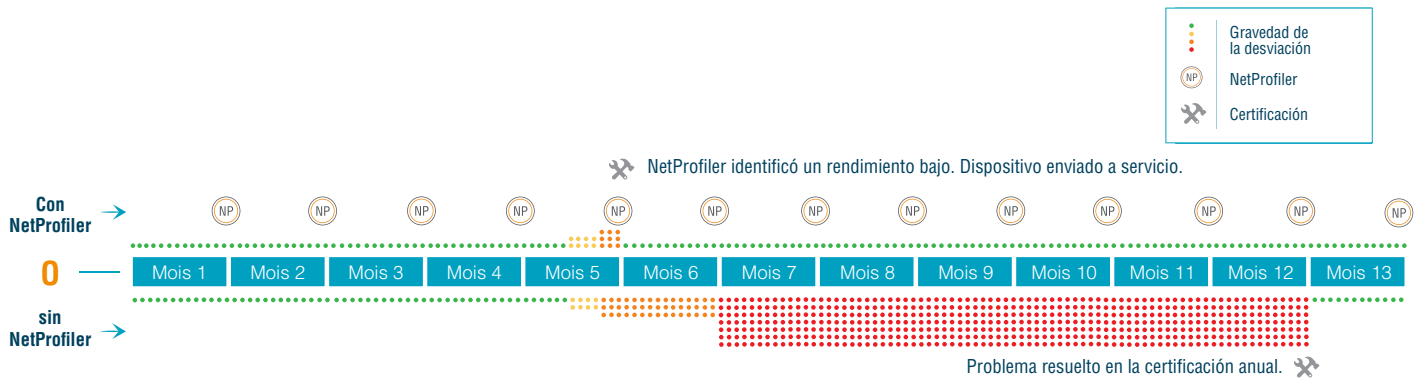 Gravedad de
la desviación
NP NetProfiler
Certificación
NetProfiler identificó un rendimiento bajo. Dispositivo enviado a servicio.
Con
NetProfiler
NP NP NP NP NP NP NP NP NP NP NP NP NP
0
Mois 1 Mois 2 Mois 3 Mois 4 Mois 5 Mois 6 Mois 7 Mois 8 Mois 9 Mois 10 Mois 11 Mois 12 Mois 13
sin
NetProfiler
Problema resuelto en la certificación anual.